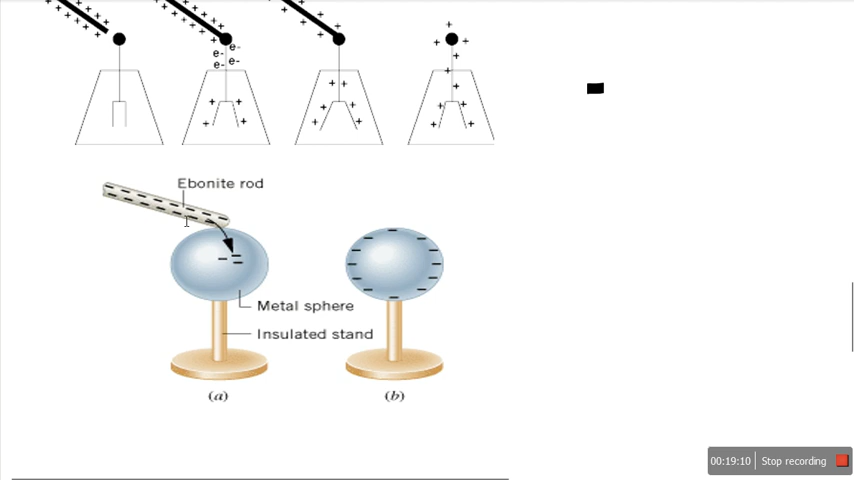 e-
e-
e-
e-
Ebonite rod
Metal sphere
Insulated stand
(a)
(b)
00:19:10 Stop recording